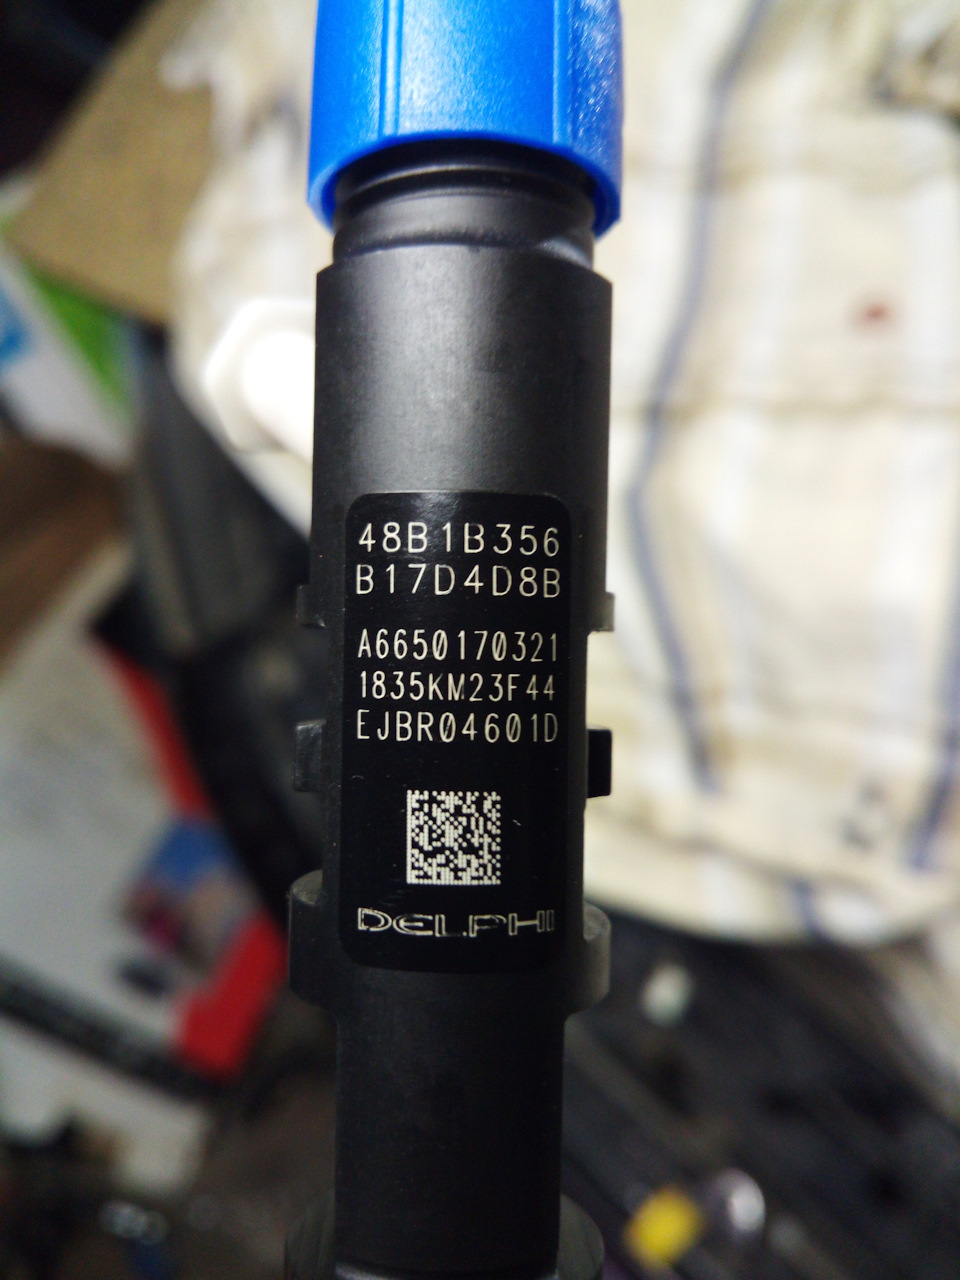 48B1B356
B17D4D8B
A6650170321
1835KM23F44
EJBR04601D
DELPHI